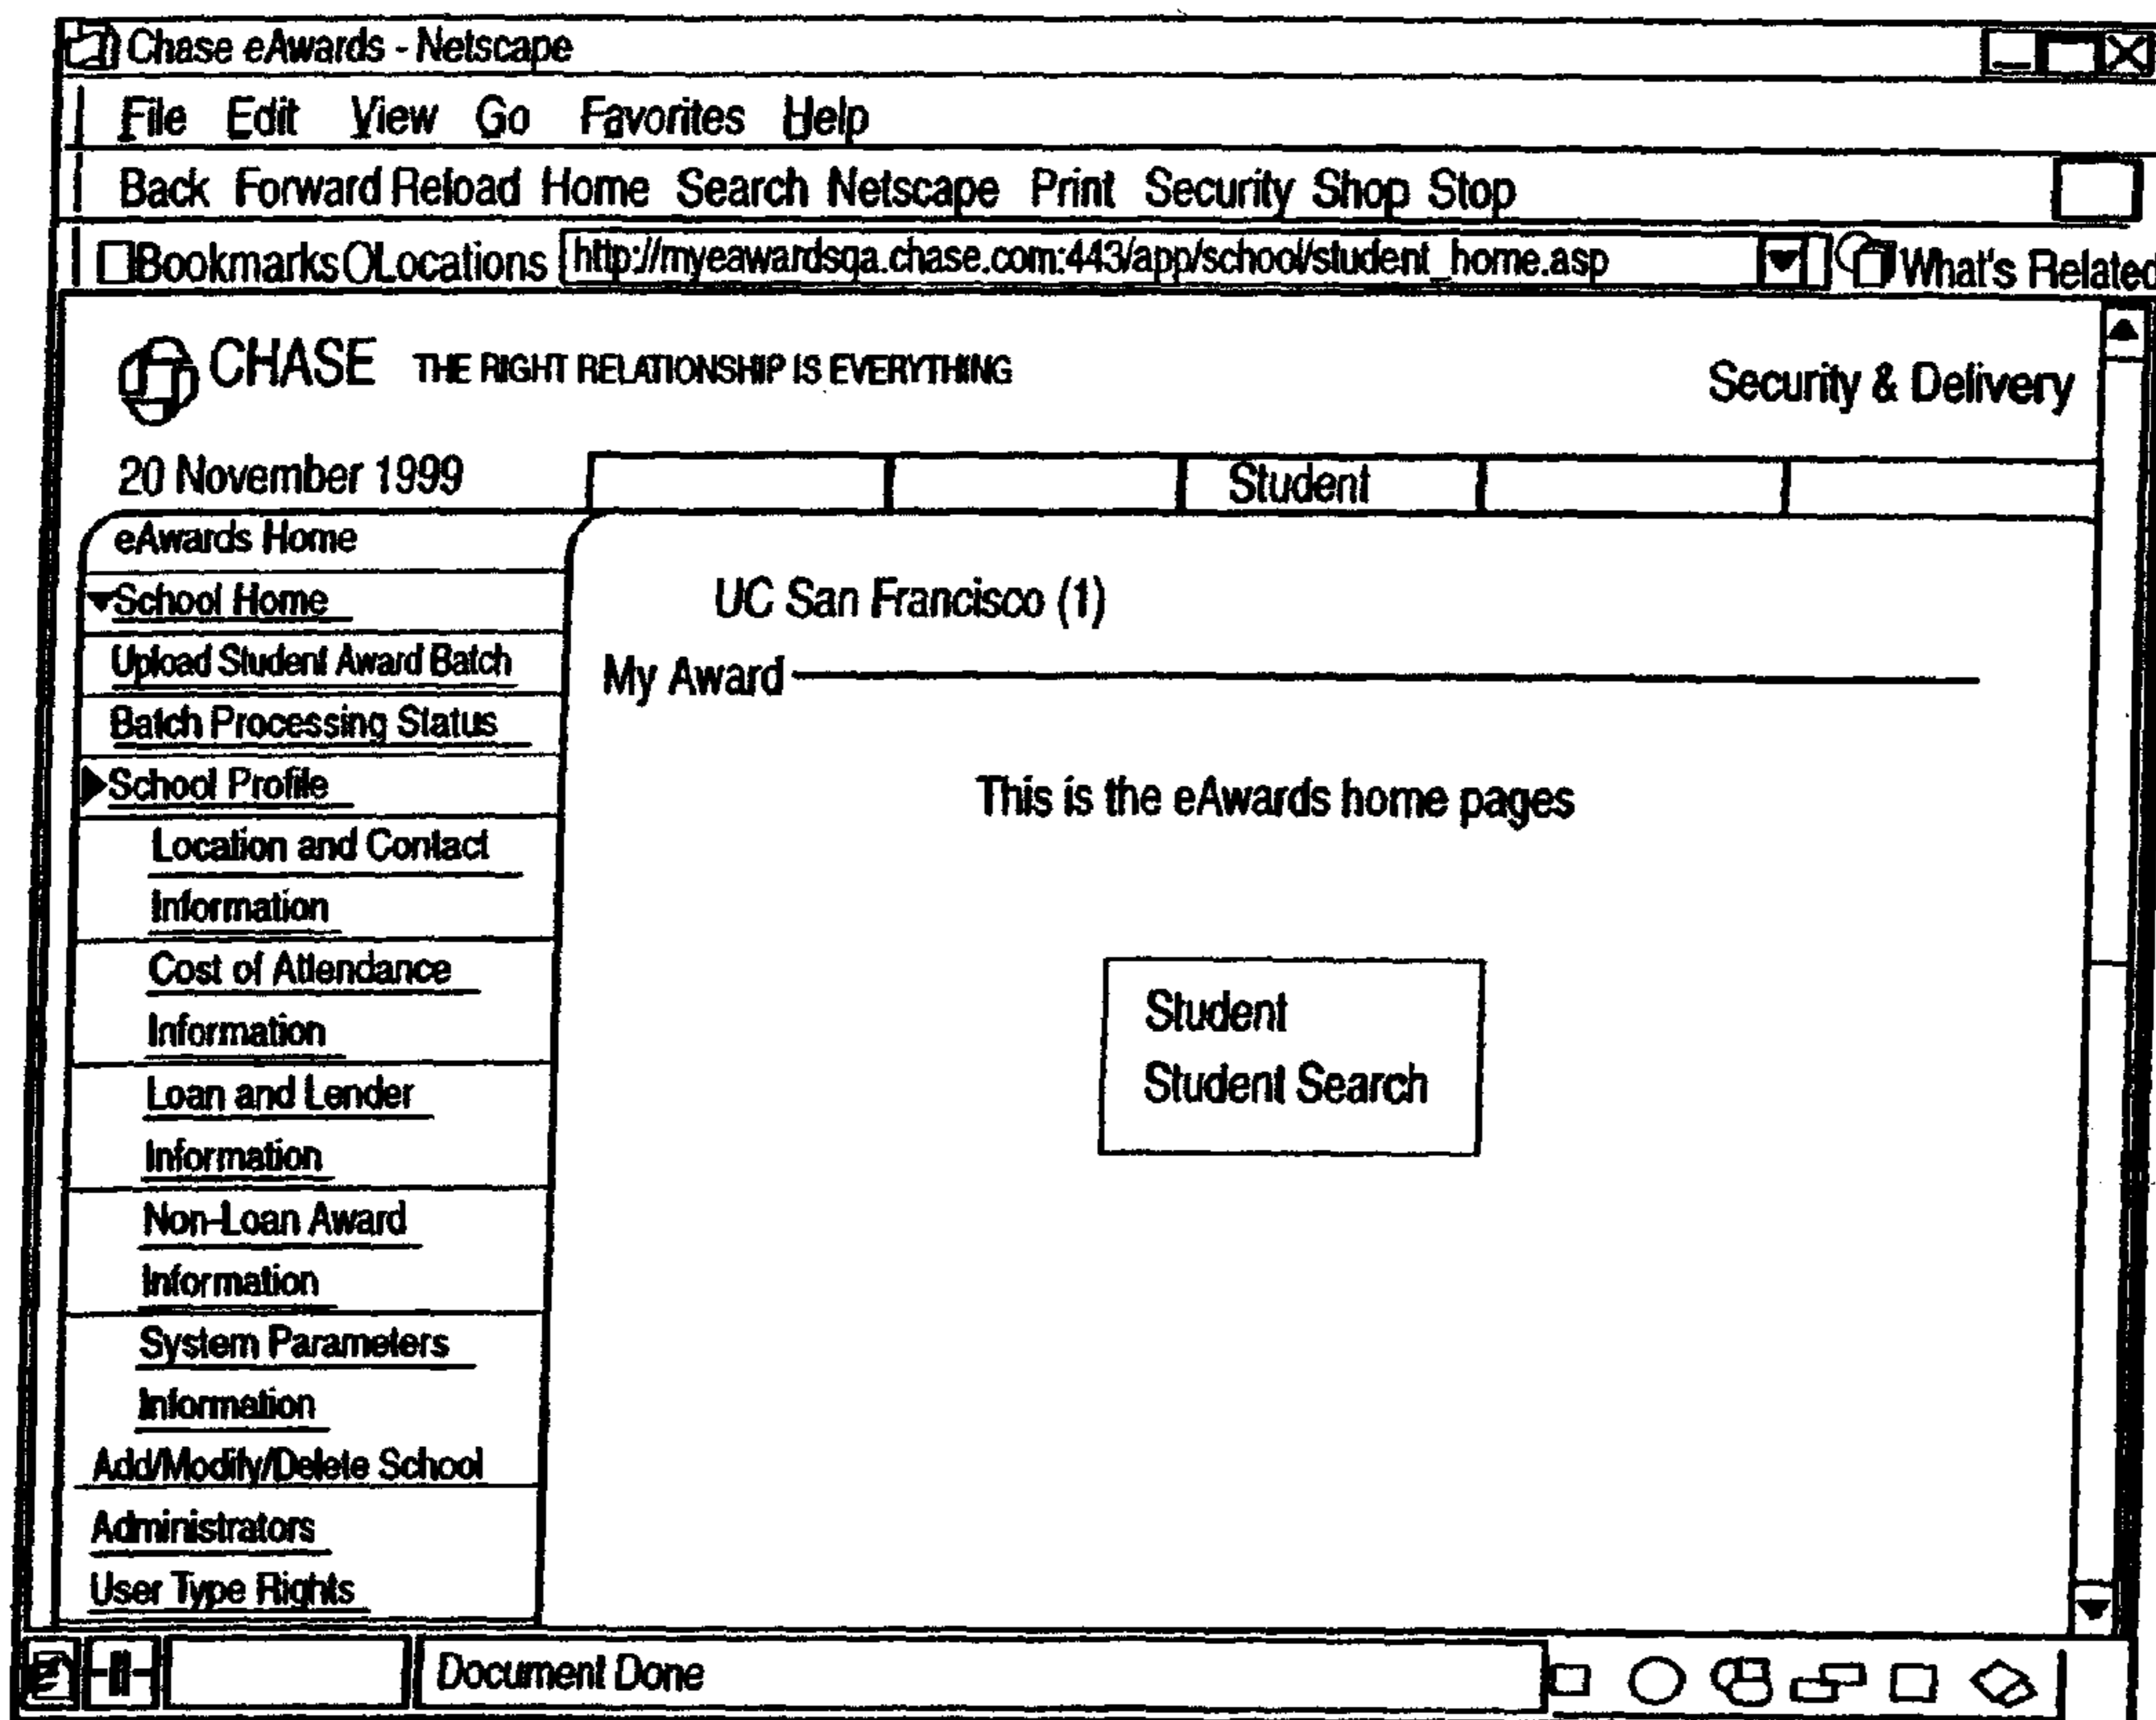 Chase eAwards - Netscape
File Edit View Go Favorites Help
Back Forward Reload Home Search Netscape Print Security Shop Stop
Bookmarks Locations http://myeawardsqa.chase.com:443/app/school/student_home.asp What's Related
CHASE THE RIGHT RELATIONSHIP IS EVERYTHING
Security & Delivery
20 November 1999
Student
eAwards Home
School Home
Upload Student Award Batch
Batch Processing Status
School Profile
Location and Contact
Information
Cost of Attendance
Information
Loan and Lender
Information
Non-Loan Award
Information
System Parameters
Information
Add/Modify/Delete School
Administrators
User Type Rights
UC San Francisco (1)
My Award
This is the eAwards home pages
Student
Student Search
Document Done